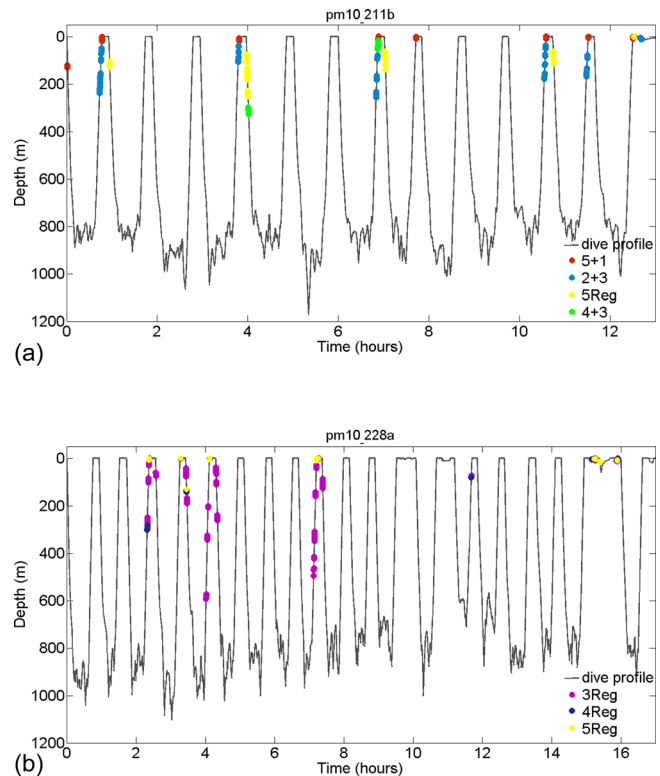 pm10_211b
0
200
400
600
800
1000
1200
Depth (m)
dive profile
5+1
2+3
5Reg
4+3
0 2 4 6 8 10 12
Time (hours)
(a)
pm10_228a
0
200
400
600
800
1000
1200
Depth (m)
dive profile
3Reg
4Reg
5Reg
0 2 4 6 8 10 12 14 16
Time (hours)
(b)